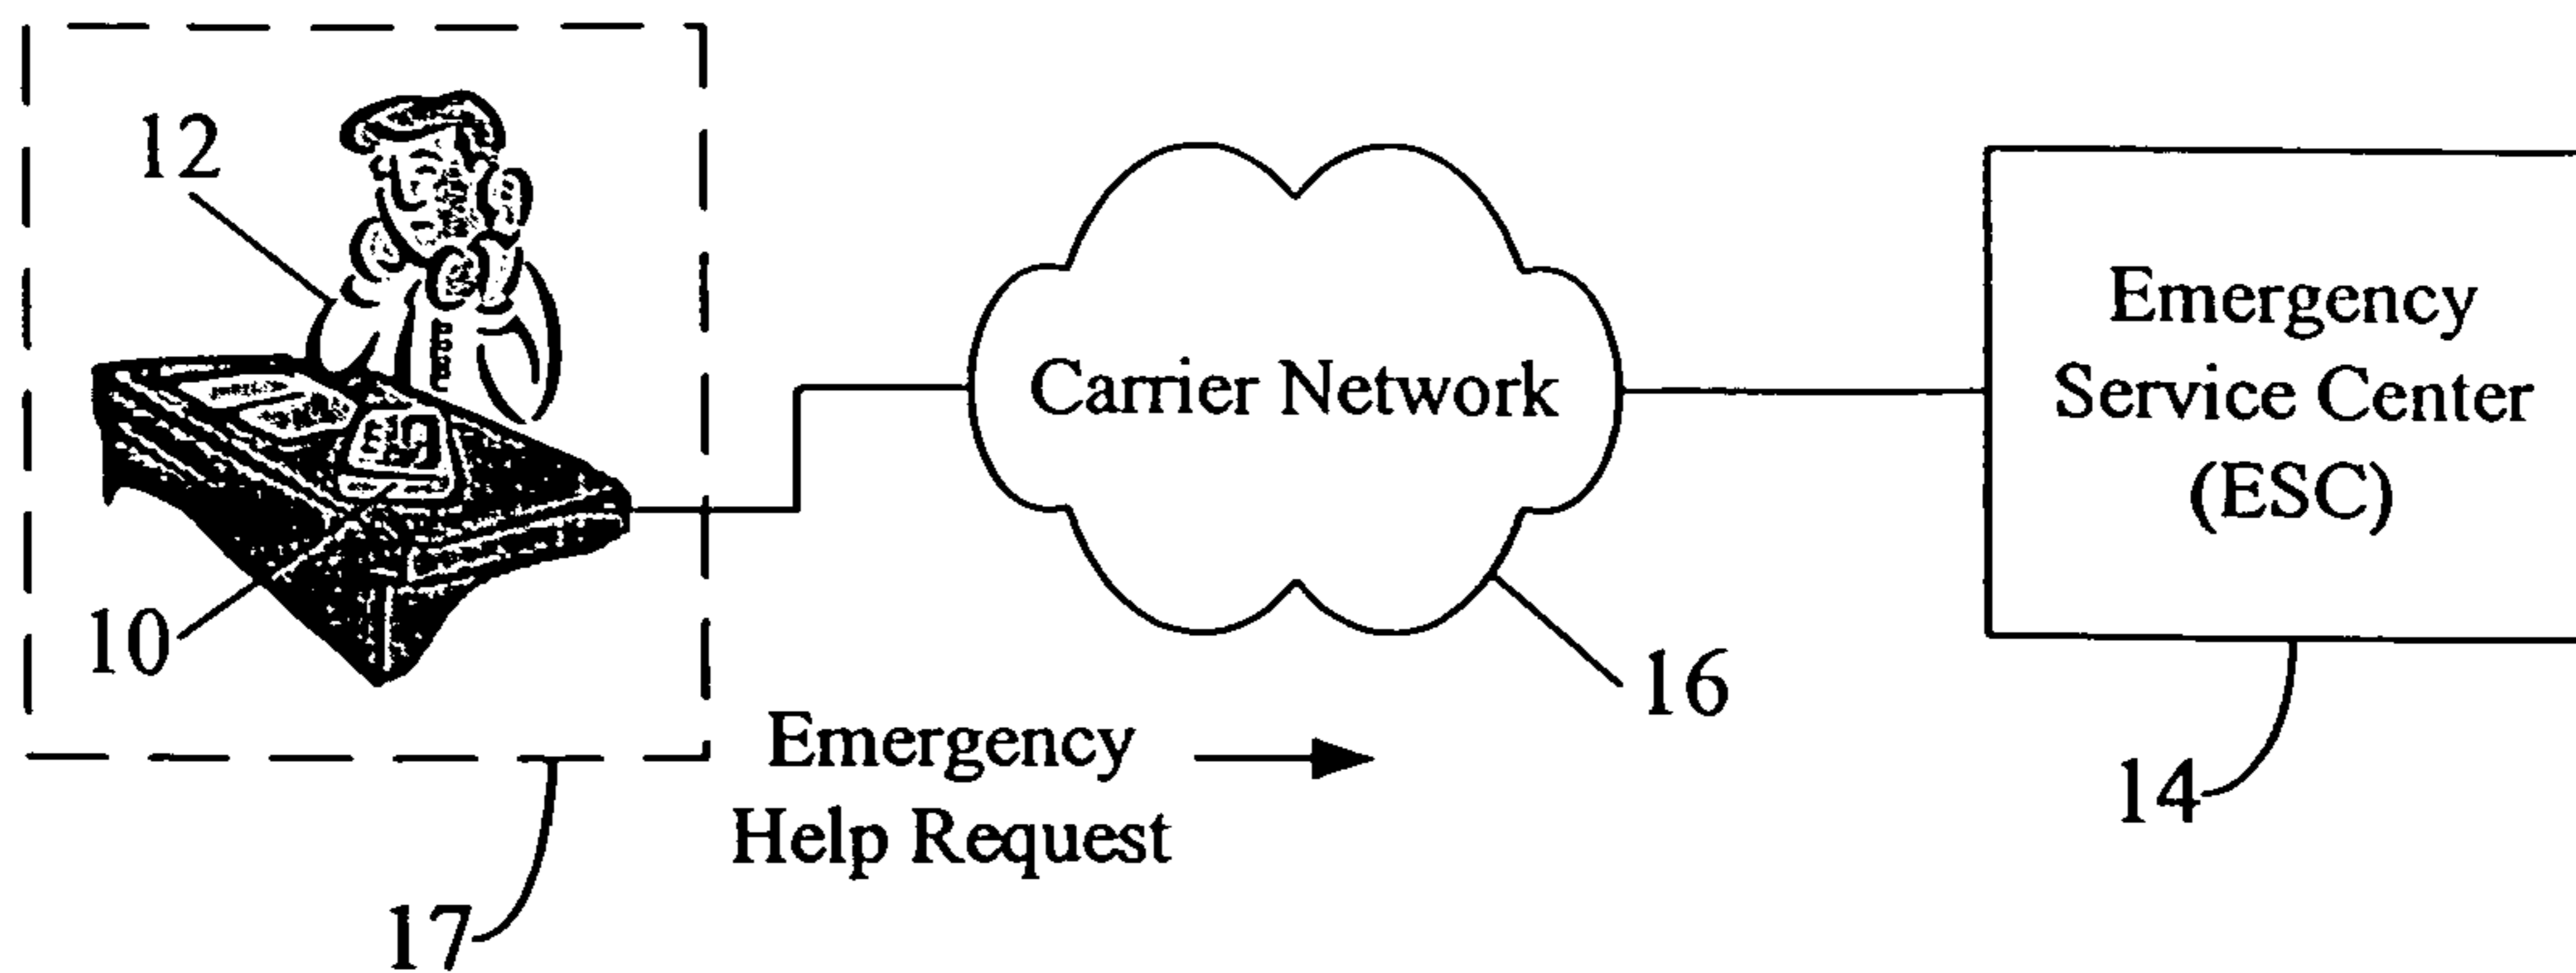 12
10
17
Emergency
Help Request
Carrier Network
16
Emergency
Service Center
(ESC)
14